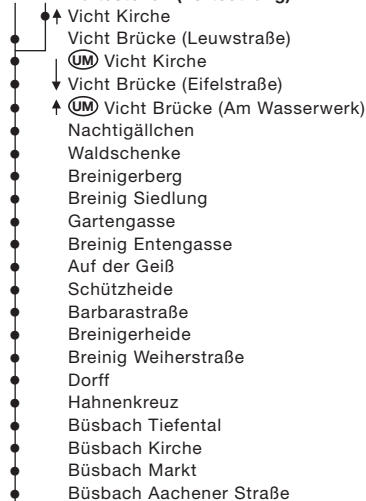 Vicht Kirche
Vicht Brücke (Leuwstraße)
UM Vicht Kirche
Vicht Brücke (Eifelstraße)
UM Vicht Brücke (Am Wasserwerk)
Nachtigällchen
Waldschenke
Breinigerberg
Breinig Siedlung
Gartengasse
Breinig Entengasse
Auf der Geiß
Schützheide
Barbarastraße
Breinigerheide
Breinig Weiherstraße
Dorff
Hahnenkreuz
Büsbach Tiefental
Büsbach Kirche
Büsbach Markt
Büsbach Aachener Straße